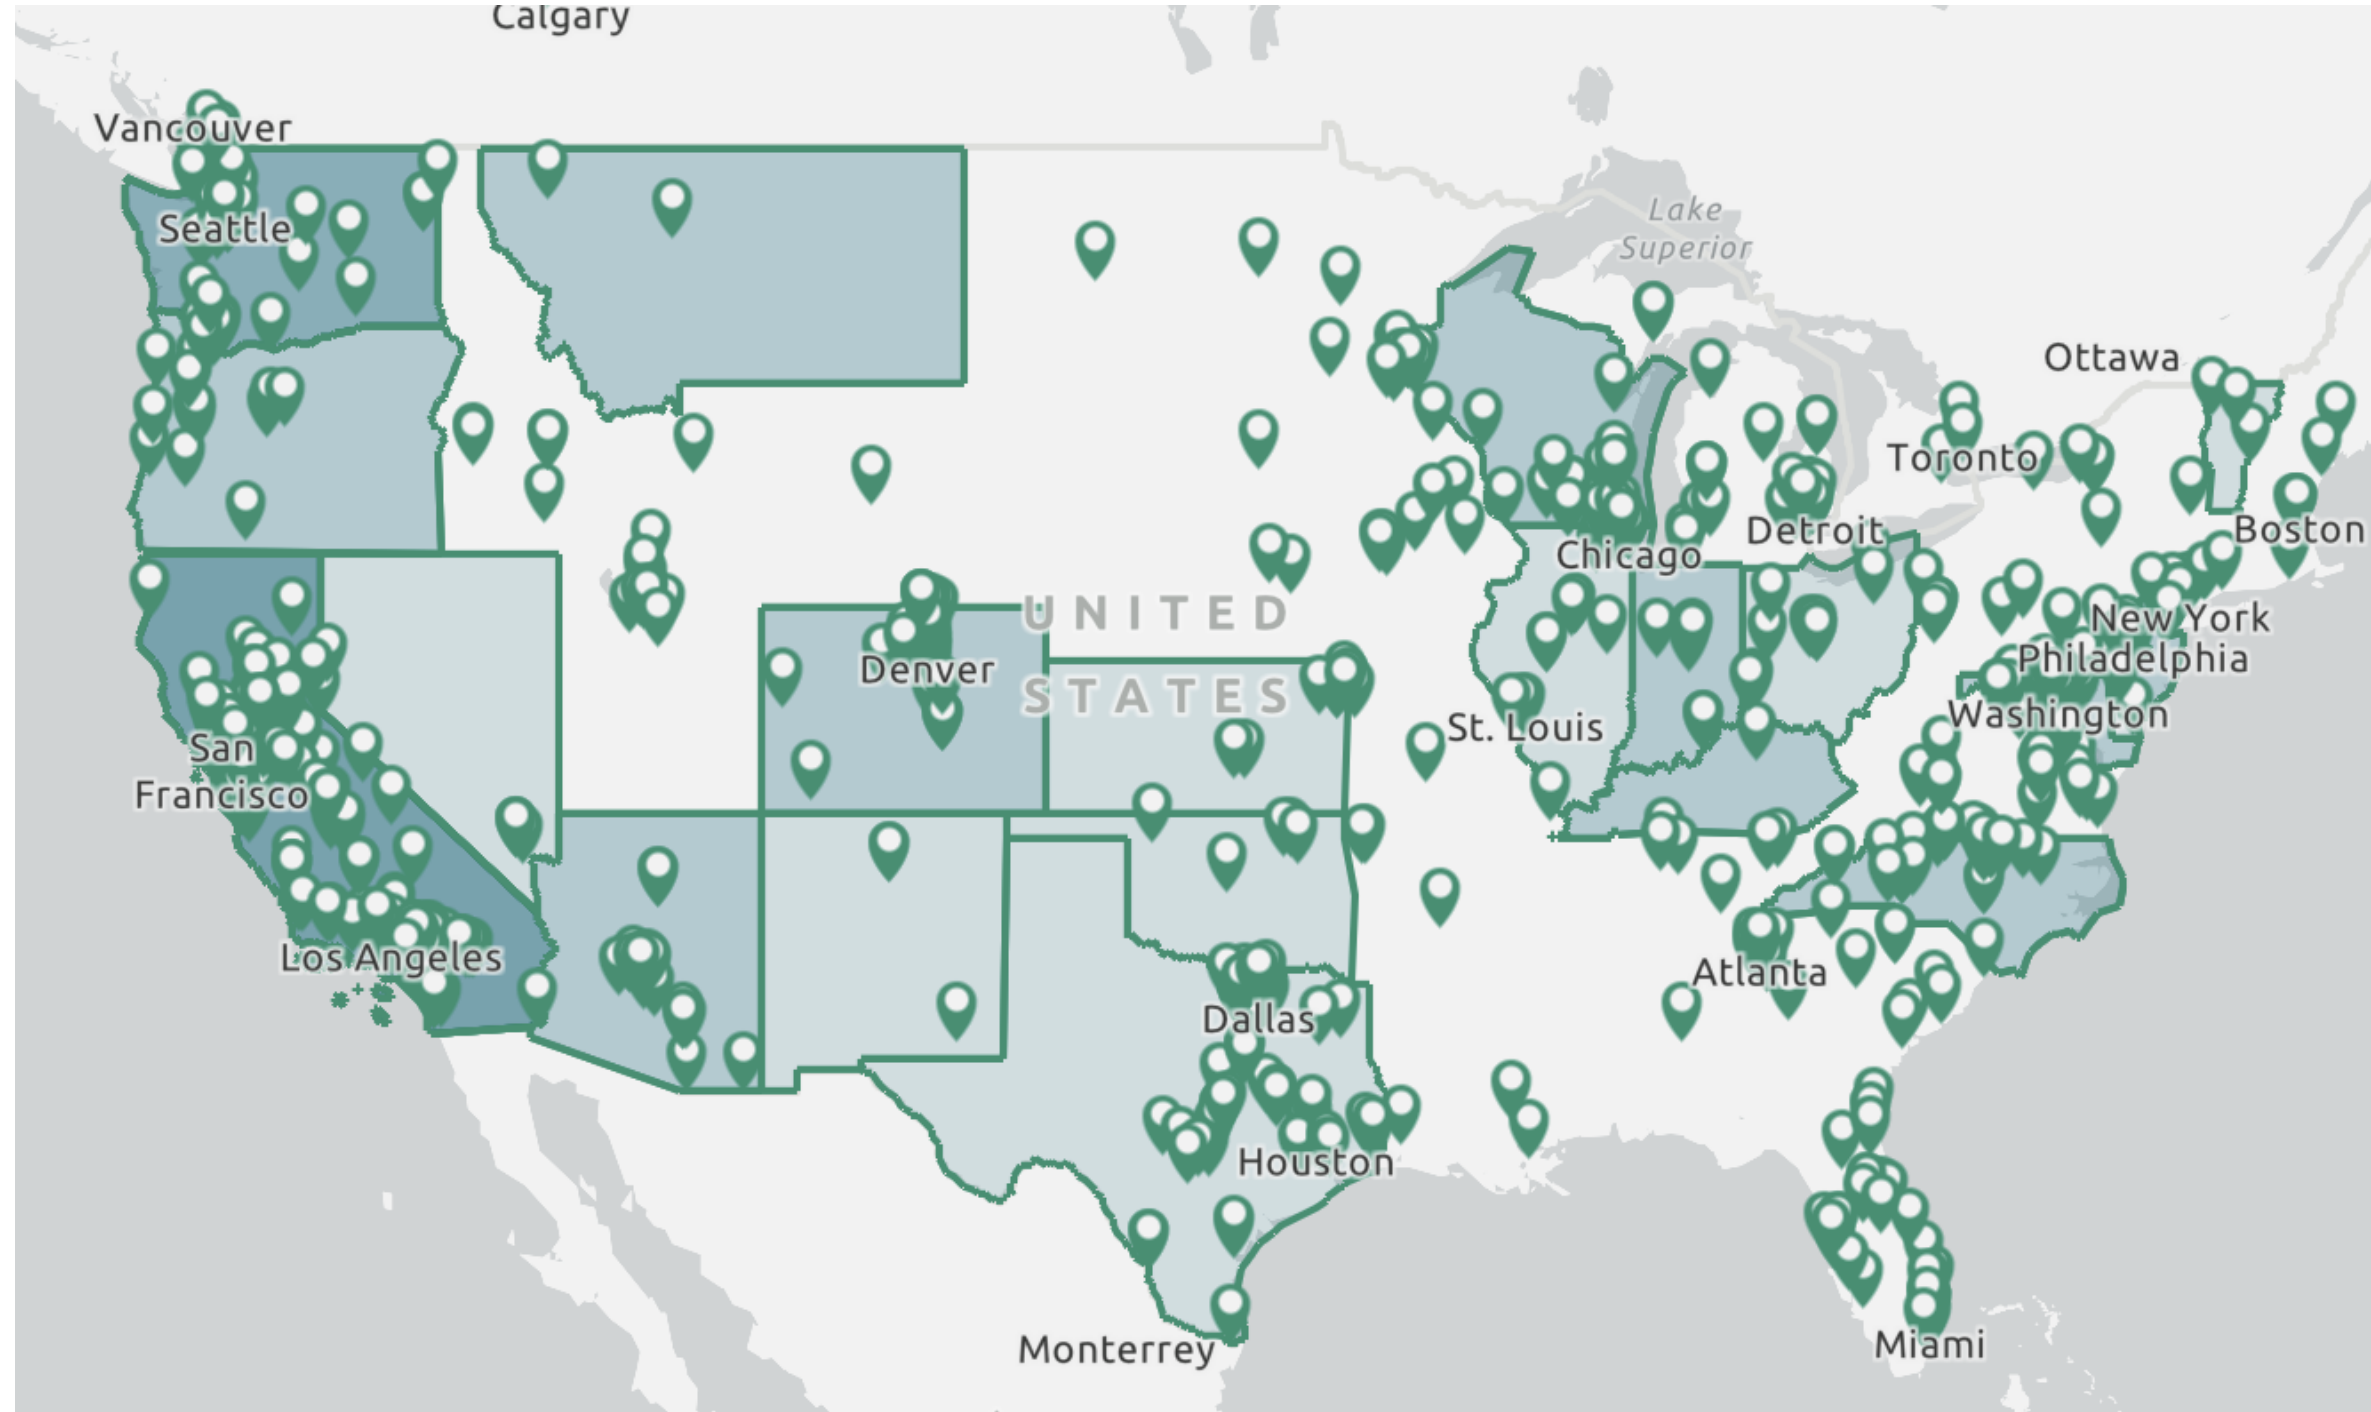 Calgary
Vancouver
Seattle
Lake
Superior
Ottawa
Toronto
Boston
Detroit
Chicago
UNITED
STATES
New York
Philadelphia
Denver
Washington
St. Louis
San
Francisco
Los Angeles
Atlanta
Dallas
Houston
Monterrey
Miami